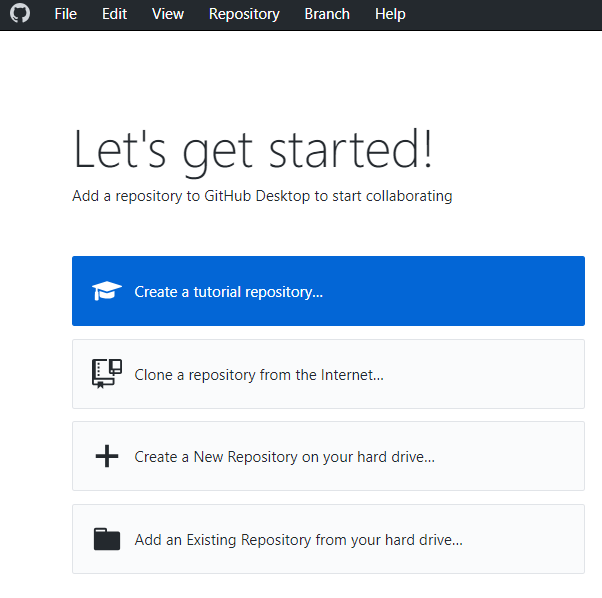 File Edit View Repository Branch Help
Let's get started!
Add a repository to GitHub Desktop to start collaborating
Create a tutorial repository...
Clone a repository from the Internet...
Create a New Repository on your hard drive...
Add an Existing Repository from your hard drive...